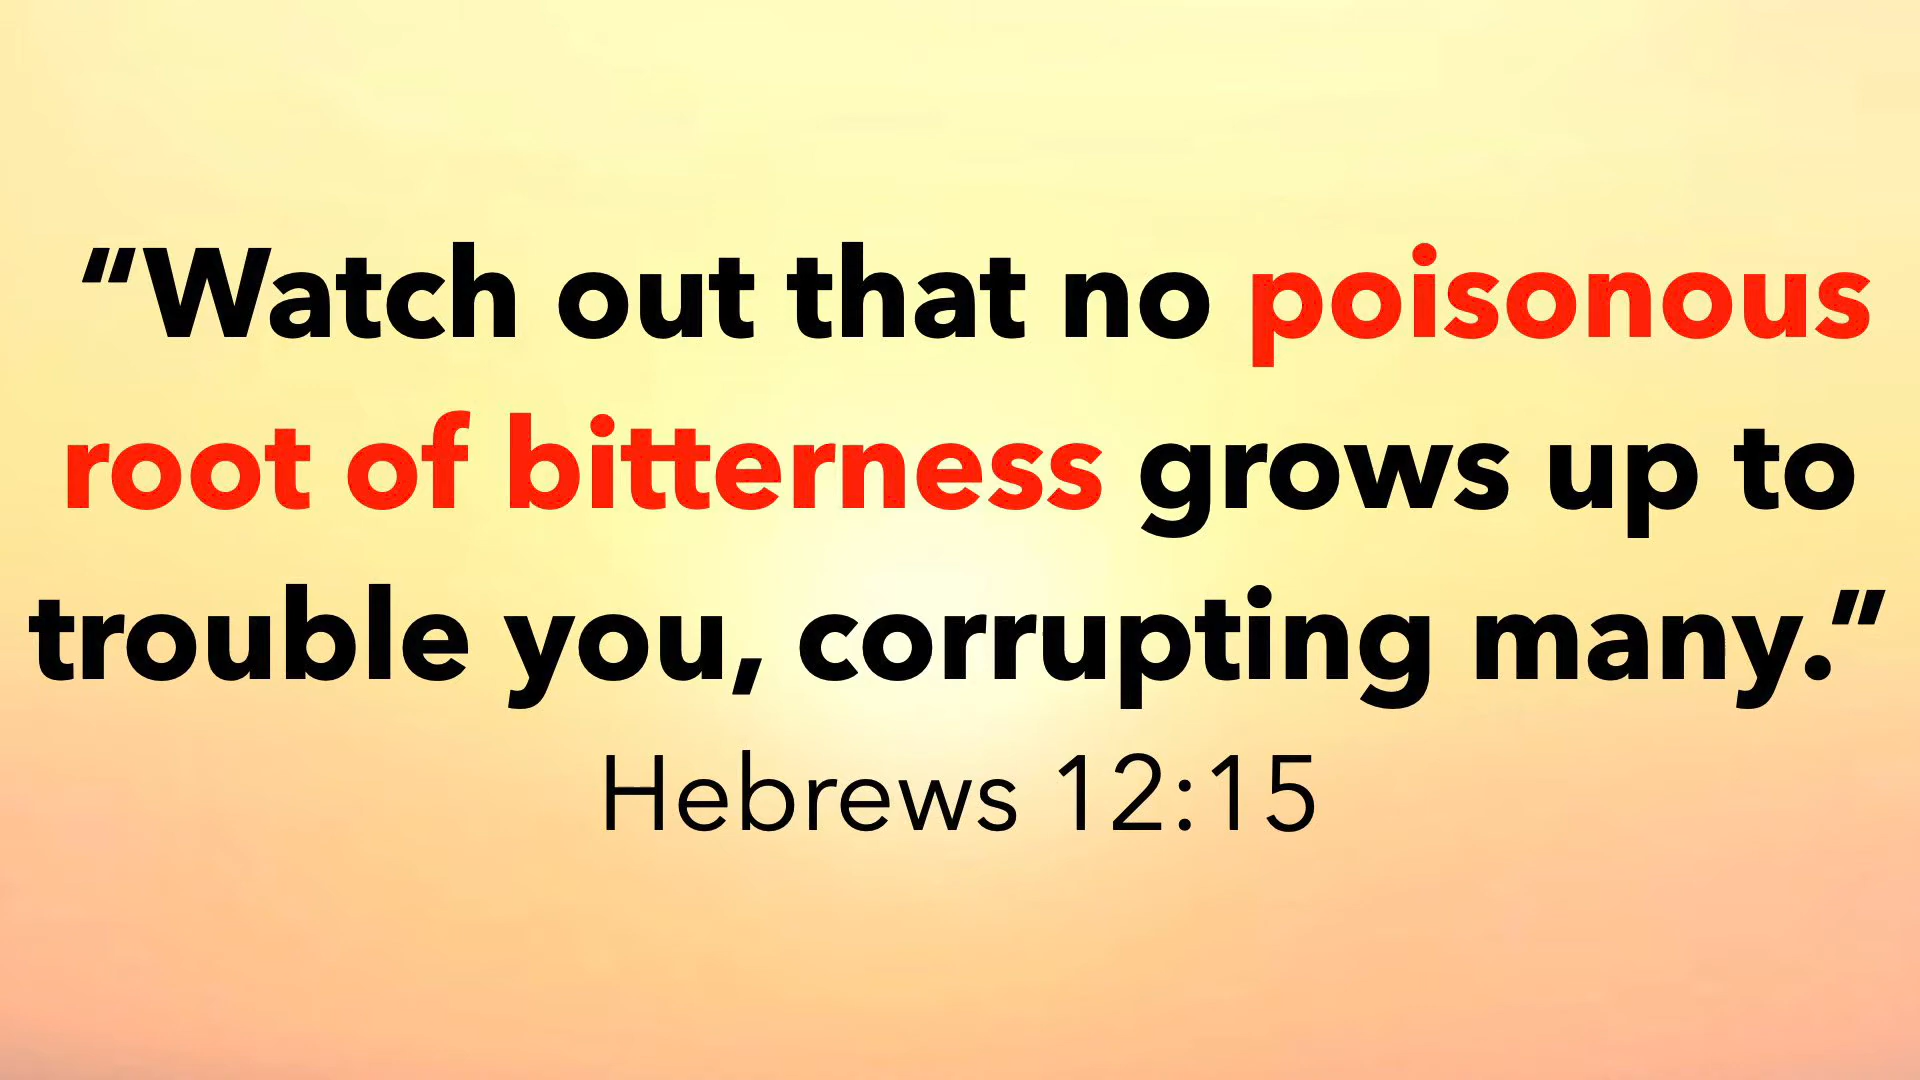 “Watch out that no poisonous
root of bitterness grows up to
trouble you, corrupting many.”
Hebrews 12:15